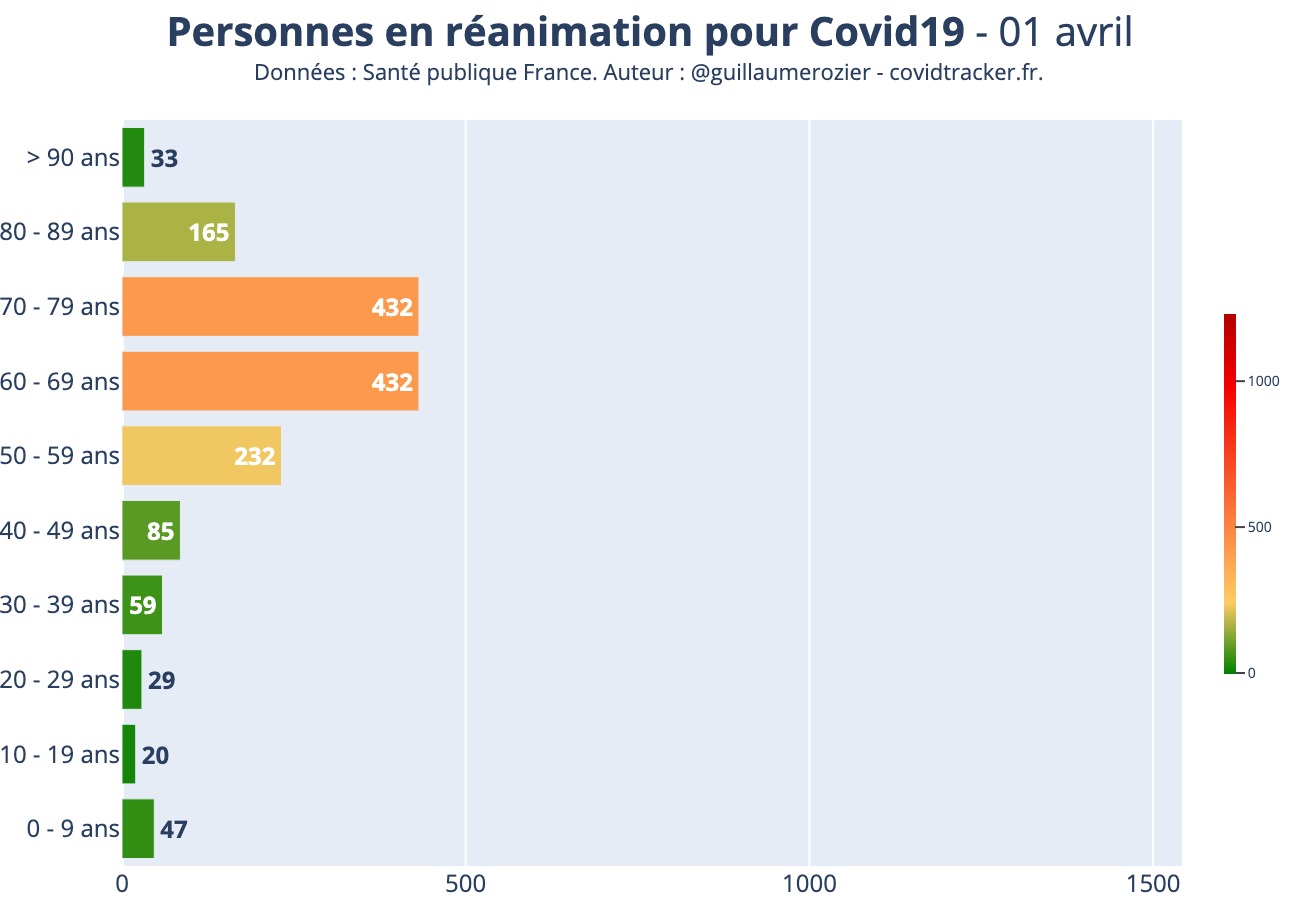 Personnes en réanimation pour Covid19 - 01 avril
Données : Santé publique France. Auteur : @guillaumerozier - covidtracker.fr.
> 90 ans 33
80 - 89 ans 165
70 - 79 ans 432
60 - 69 ans 432
50 - 59 ans 232
40 - 49 ans 85
30 - 39 ans 59
20 - 29 ans 29
10 - 19 ans 20
0 - 9 ans 47
0 500 1000 1500
1000
500
0